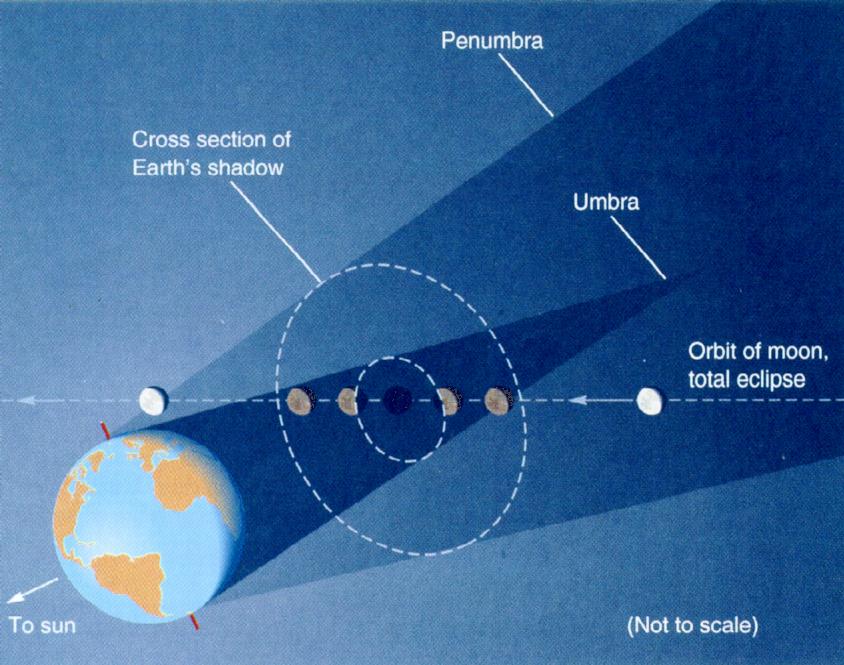 Penumbra
Cross section of
Earth's shadow
Umbra
Orbit of moon,
total eclipse
To sun
(Not to scale)